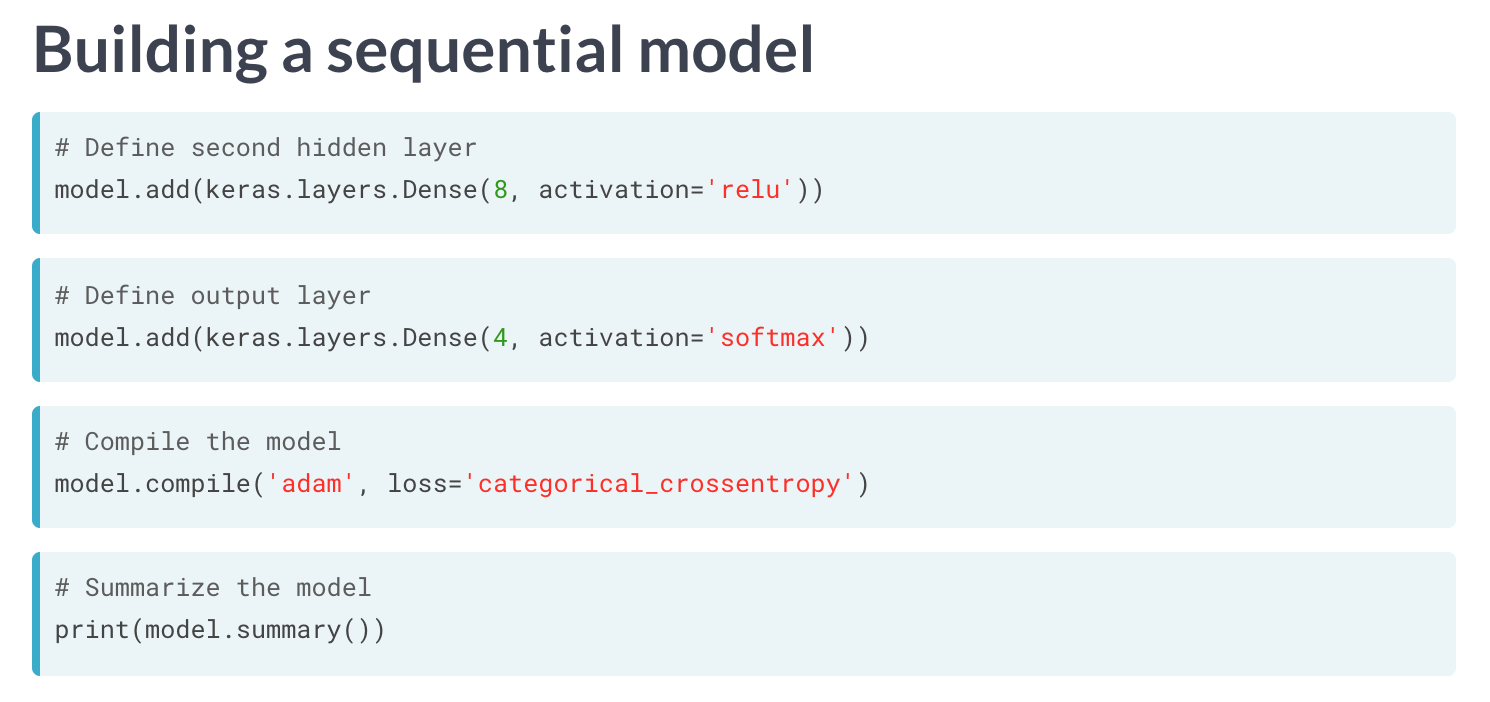 Building a sequential model
# Define second hidden layer
model.add(keras.layers.Dense(8, activation='relu'))
# Define output layer
model.add(keras.layers.Dense(4, activation='softmax'))
# Compile the model
model.compile('adam', loss='categorical_crossentropy')
# Summarize the model
print(model.summary())